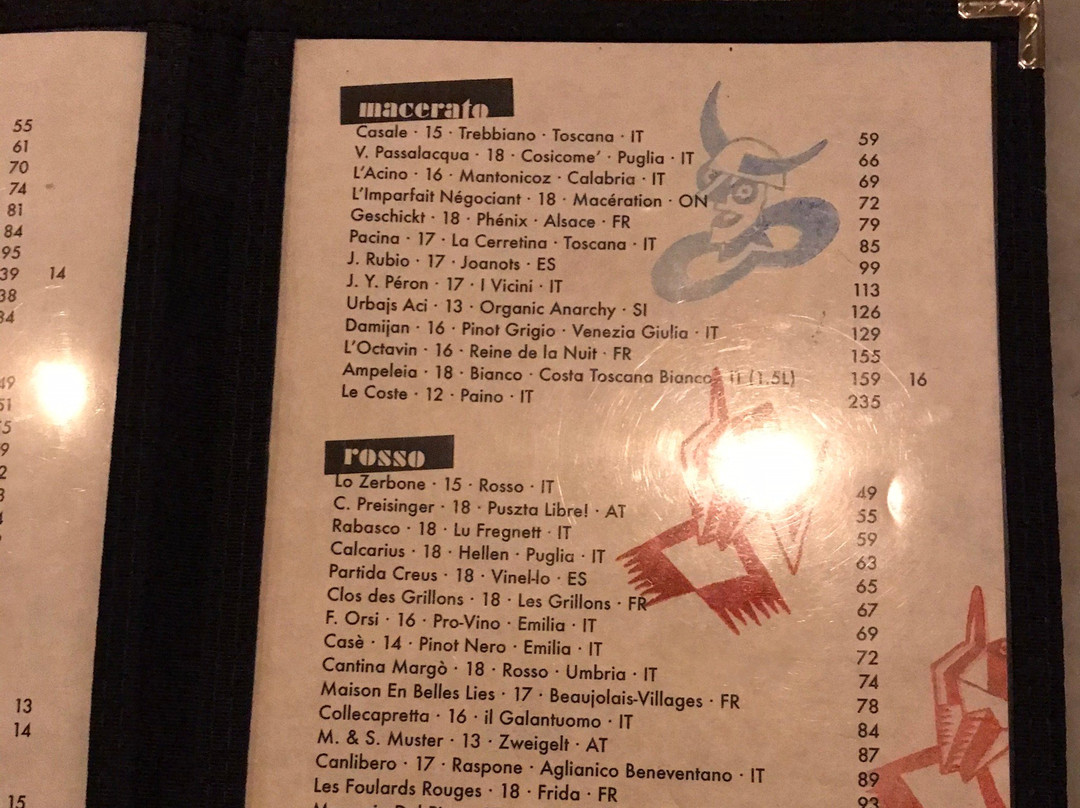 55
61
70
74
81
84
95
39 14
38
34
49
51
13
14
15
macerato
Casale · 15 · Trebbiano · Toscana · IT 59
V. Passalacqua · 18 · Cosicome’ · Puglia · IT 66
L’Acino · 16 · Mantonicoz · Calabria · IT 69
L’Imparfait Négociant · 18 · Macération · ON 72
Geschickt · 18 · Phénix · Alsace · FR 79
Pacina · 17 · La Cerretina · Toscana · IT 85
J. Rubio · 17 · Joanots · ES 99
J. Y. Péron · 17 · I Vicini · IT 113
Urbajs Aci · 13 · Organic Anarchy · SI 126
Damijan · 16 · Pinot Grigio · Venezia Giulia · IT 129
L’Octavin · 16 · Reine de la Nuit · FR 155
Ampeleia · 18 · Bianco · Costa Toscana Bianco · IT (1.5L) 159 16
Le Coste · 12 · Paino · IT 235
rosso
Lo Zerbone · 15 · Rosso · IT 49
C. Preisinger · 18 · Puszta Libre! · AT 55
Rabasco · 18 · Lu Fregnett · IT 59
Calcarius · 18 · Hellen · Puglia · IT 63
Partida Creus · 18 · Vinel-lo · ES 65
Clos des Grillons · 18 · Les Grillons · FR 67
F. Orsi · 16 · Pro-Vino · Emilia · IT 69
Casè · 14 · Pinot Nero · Emilia · IT 72
Cantina Margò · 18 · Rosso · Umbria · IT 74
Maison En Belles Lies · 17 · Beaujolais-Villages · FR 78
Collecapretta · 16 · il Galantuomo · IT 84
M. & S. Muster · 13 · Zweigelt · AT 87
Canlibero · 17 · Raspone · Aglianico Beneventano · IT 89
Les Foulards Rouges · 18 · Frida · FR 93